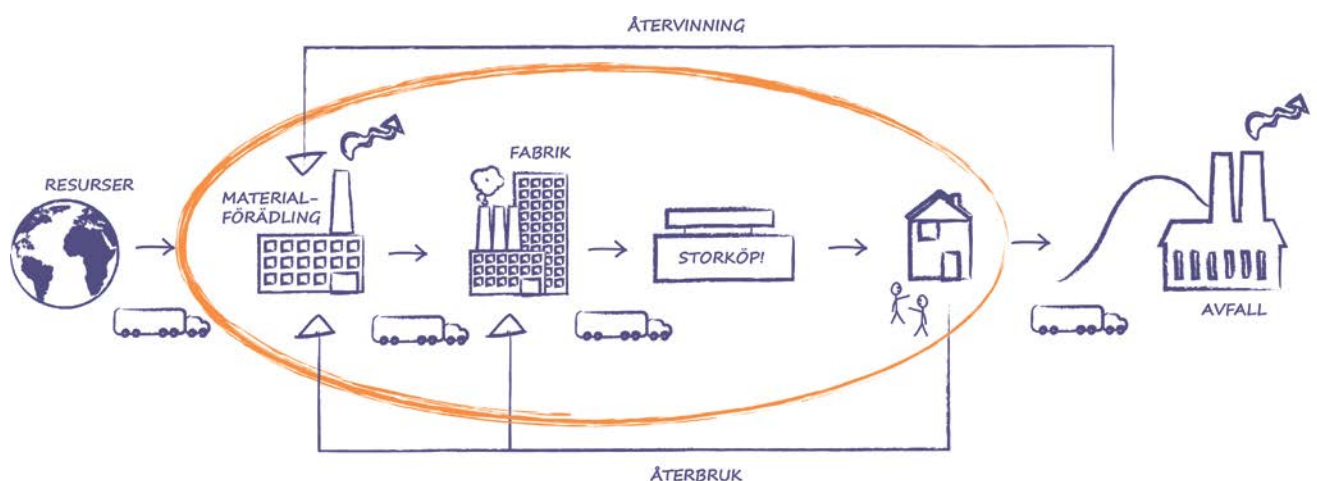 ÅTERVINNING
RESURSER
MATERIAL-
FÖRÄDLING
FABRIK
STORKÖP!
AVFALL
ÅTERBRUK